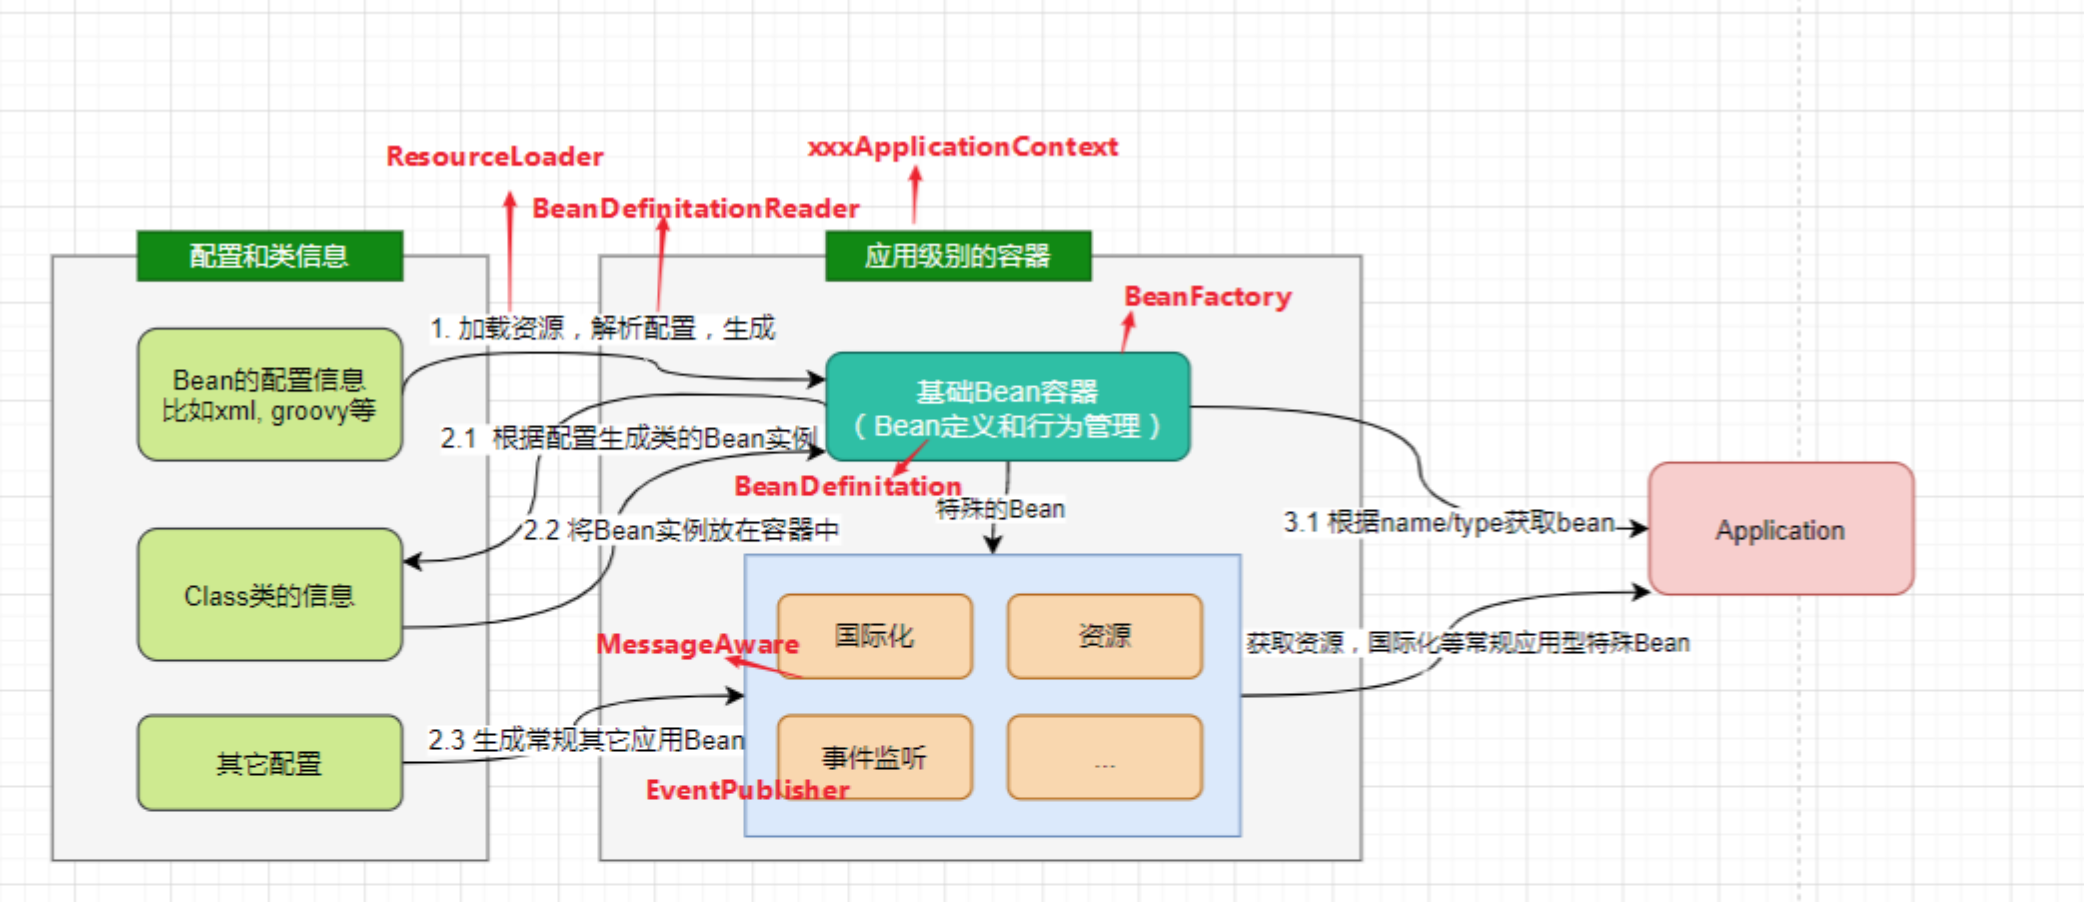 ResourceLoader
xxxApplicationContext
BeanDefinitationReader
配置和类信息
应用级别的容器
BeanFactory
1. 加载资源，解析配置，生成
Bean的配置信息
比如xml, groovy等
基础Bean容器
（Bean定义和行为管理）
2.1 根据配置生成类的Bean实例
BeanDefinitation
特殊的Bean
2.2 将Bean实例放在容器中
3.1 根据name/type获取bean
Application
Class类的信息
国际化
资源
MessageAware
获取资源，国际化等常规应用型特殊Bean
2.3 生成常规其它应用Bean
其它配置
事件监听
...
EventPublisher